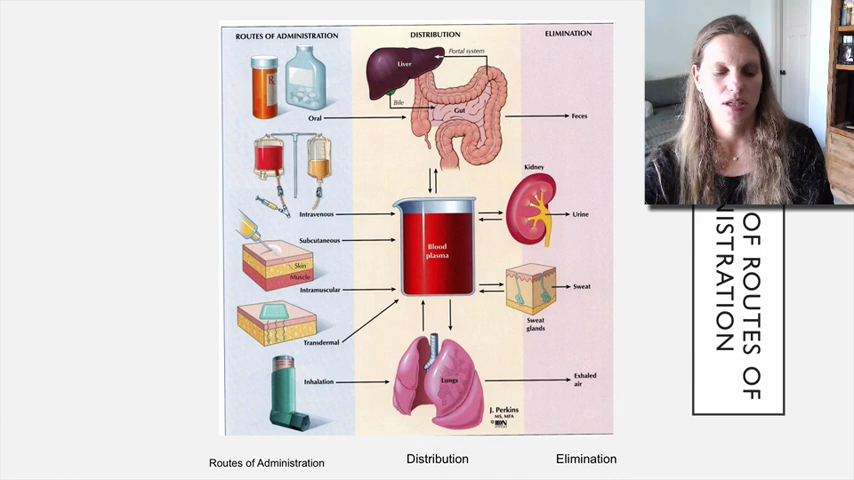 ROUTES OF ADMINISTRATION
DISTRIBUTION
ELIMINATION
Portal system
Liver
Rx
Bile
Gut
Oral
Feces
Kidney
Intravenous
Urine
Subcutaneous
Blood
plasma
Skin
Muscle
Intramuscular
Sweat
Sweat
glands
Transdermal
Inhalation
Lungs
Exhaled
air
J. Perkins
MS, MFA
OF ROUTES OF
NISTRATION
Routes of Administration
Distribution
Elimination